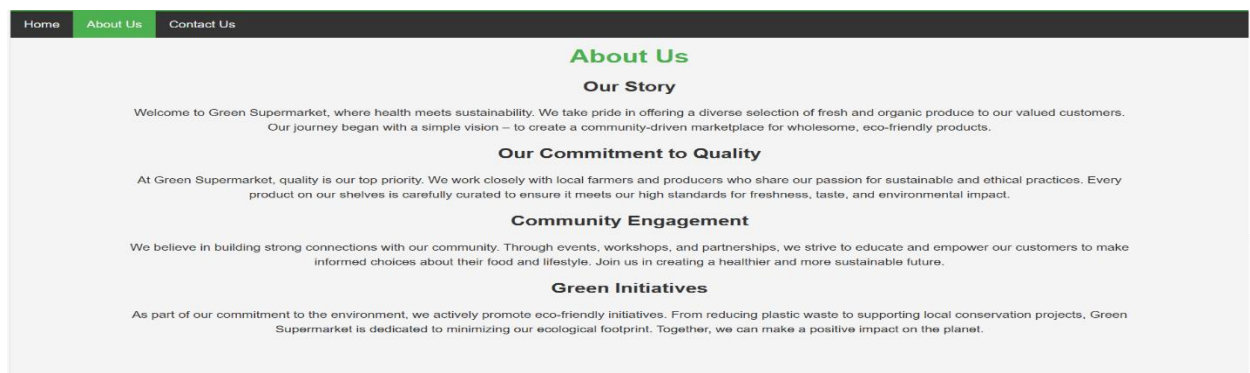 Home About Us Contact Us
About Us
Our Story
Welcome to Green Supermarket, where health meets sustainability. We take pride in offering a diverse selection of fresh and organic produce to our valued customers.
Our journey began with a simple vision – to create a community-driven marketplace for wholesome, eco-friendly products.
Our Commitment to Quality
At Green Supermarket, quality is our top priority. We work closely with local farmers and producers who share our passion for sustainable and ethical practices. Every
product on our shelves is carefully curated to ensure it meets our high standards for freshness, taste, and environmental impact.
Community Engagement
We believe in building strong connections with our community. Through events, workshops, and partnerships, we strive to educate and empower our customers to make
informed choices about their food and lifestyle. Join us in creating a healthier and more sustainable future.
Green Initiatives
As part of our commitment to the environment, we actively promote eco-friendly initiatives. From reducing plastic waste to supporting local conservation projects, Green
Supermarket is dedicated to minimizing our ecological footprint. Together, we can make a positive impact on the planet.